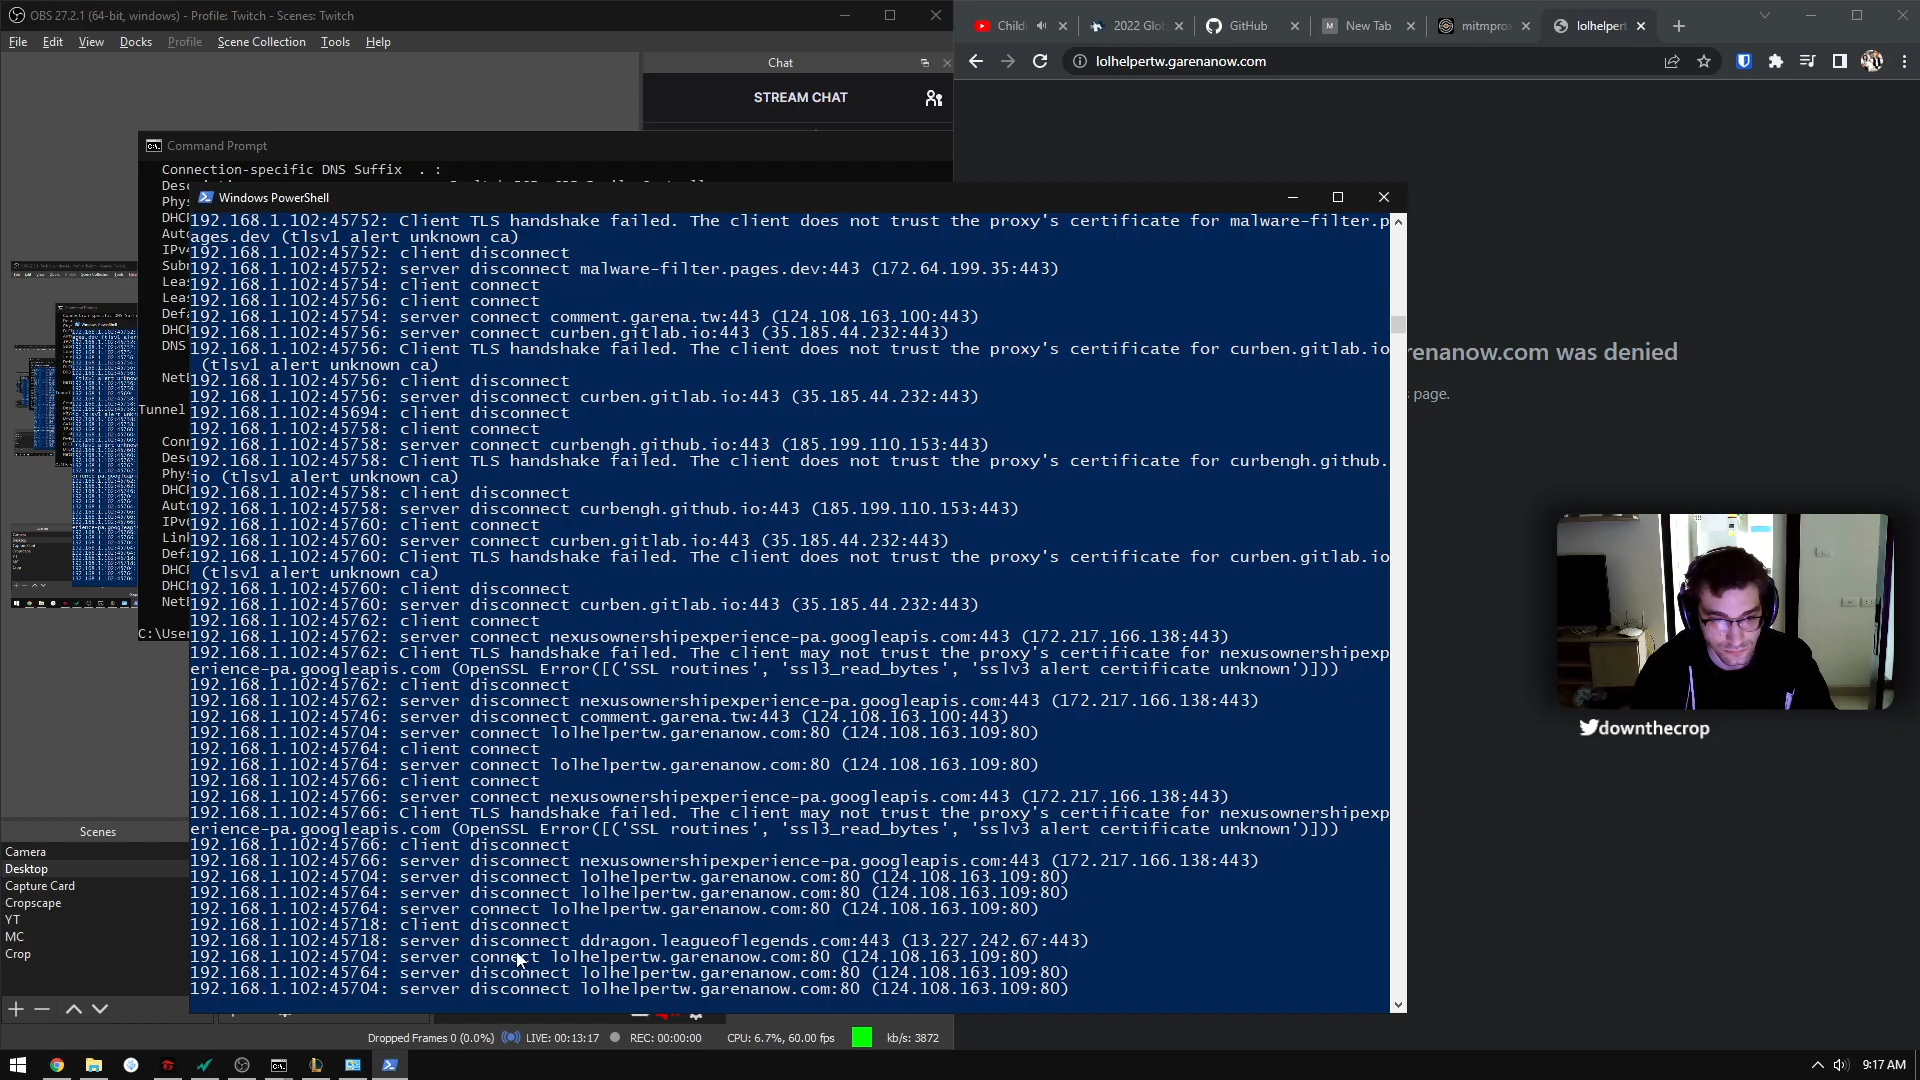 OBS 27.2.1 (64-bit, windows) - Profile: Twitch - Scenes: Twitch
File Edit View Docks Profile Scene Collection Tools Help
Chat
STREAM CHAT
2022 Glo
GitHub
New Tab
mitmpro
lolhelpert
lolhelpertw.garenanow.com
Command Prompt
Connection-specific DNS Suffix . :
Windows PowerShell
192.168.1.102:45752: Client TLS handshake failed. The client does not trust the proxy's certificate for malware-filter.p
ages.dev (tlsv1 alert unknown ca)
192.168.1.102:45752: client disconnect
192.168.1.102:45752: server disconnect malware-filter.pages.dev:443 (172.64.199.35:443)
192.168.1.102:45754: client connect
192.168.1.102:45756: client connect
192.168.1.102:45754: server connect comment.garena.tw:443 (124.108.163.100:443)
192.168.1.102:45756: server connect curben.gitlab.io:443 (35.185.44.232:443)
192.168.1.102:45756: Client TLS handshake failed. The client does not trust the proxy's certificate for curben.gitlab.io
(tlsv1 alert unknown ca)
192.168.1.102:45756: client disconnect
192.168.1.102:45756: server disconnect curben.gitlab.io:443 (35.185.44.232:443)
192.168.1.102:45694: client disconnect
192.168.1.102:45758: client connect
192.168.1.102:45758: server connect curbengh.github.io:443 (185.199.110.153:443)
192.168.1.102:45758: Client TLS handshake failed. The client does not trust the proxy's certificate for curbengh.github.
io (tlsv1 alert unknown ca)
192.168.1.102:45758: client disconnect
192.168.1.102:45758: server disconnect curbengh.github.io:443 (185.199.110.153:443)
192.168.1.102:45760: client connect
192.168.1.102:45760: server connect curben.gitlab.io:443 (35.185.44.232:443)
192.168.1.102:45760: Client TLS handshake failed. The client does not trust the proxy's certificate for curben.gitlab.io
(tlsv1 alert unknown ca)
192.168.1.102:45760: client disconnect
192.168.1.102:45760: server disconnect curben.gitlab.io:443 (35.185.44.232:443)
192.168.1.102:45762: client connect
192.168.1.102:45762: server connect nexusownershipexperience-pa.googleapis.com:443 (172.217.166.138:443)
192.168.1.102:45762: Client TLS handshake failed. The client may not trust the proxy's certificate for nexusownershipexp
erience-pa.googleapis.com (OpenSSL Error([('SSL routines', 'ssl3_read_bytes', 'sslv3 alert certificate unknown')]))
192.168.1.102:45762: client disconnect
192.168.1.102:45762: server disconnect nexusownershipexperience-pa.googleapis.com:443 (172.217.166.138:443)
192.168.1.102:45746: server disconnect comment.garena.tw:443 (124.108.163.100:443)
192.168.1.102:45704: server connect lolhelpertw.garenanow.com:80 (124.108.163.109:80)
192.168.1.102:45764: client connect
192.168.1.102:45764: server connect lolhelpertw.garenanow.com:80 (124.108.163.109:80)
192.168.1.102:45766: client connect
192.168.1.102:45766: server connect nexusownershipexperience-pa.googleapis.com:443 (172.217.166.138:443)
192.168.1.102:45766: Client TLS handshake failed. The client may not trust the proxy's certificate for nexusownershipexp
erience-pa.googleapis.com (OpenSSL Error([('SSL routines', 'ssl3_read_bytes', 'sslv3 alert certificate unknown')]))
192.168.1.102:45766: client disconnect
192.168.1.102:45766: server disconnect nexusownershipexperience-pa.googleapis.com:443 (172.217.166.138:443)
192.168.1.102:45704: server disconnect lolhelpertw.garenanow.com:80 (124.108.163.109:80)
192.168.1.102:45764: server disconnect lolhelpertw.garenanow.com:80 (124.108.163.109:80)
192.168.1.102:45764: server connect lolhelpertw.garenanow.com:80 (124.108.163.109:80)
192.168.1.102:45718: client disconnect
192.168.1.102:45718: server disconnect ddragon.leagueoflegends.com:443 (13.227.242.67:443)
192.168.1.102:45704: server connect lolhelpertw.garenanow.com:80 (124.108.163.109:80)
192.168.1.102:45764: server disconnect lolhelpertw.garenanow.com:80 (124.108.163.109:80)
192.168.1.102:45704: server disconnect lolhelpertw.garenanow.com:80 (124.108.163.109:80)
Tunnel
C:\User
renanow.com was denied
page.
downthecrop
Scenes
Camera
Desktop
Capture Card
Cropscape
YT
MC
Crop
Dropped Frames 0 (0.0%) LIVE: 00:13:17 REC: 00:00:00 CPU: 6.7%, 60.00 fps kb/s: 3872
9:17 AM